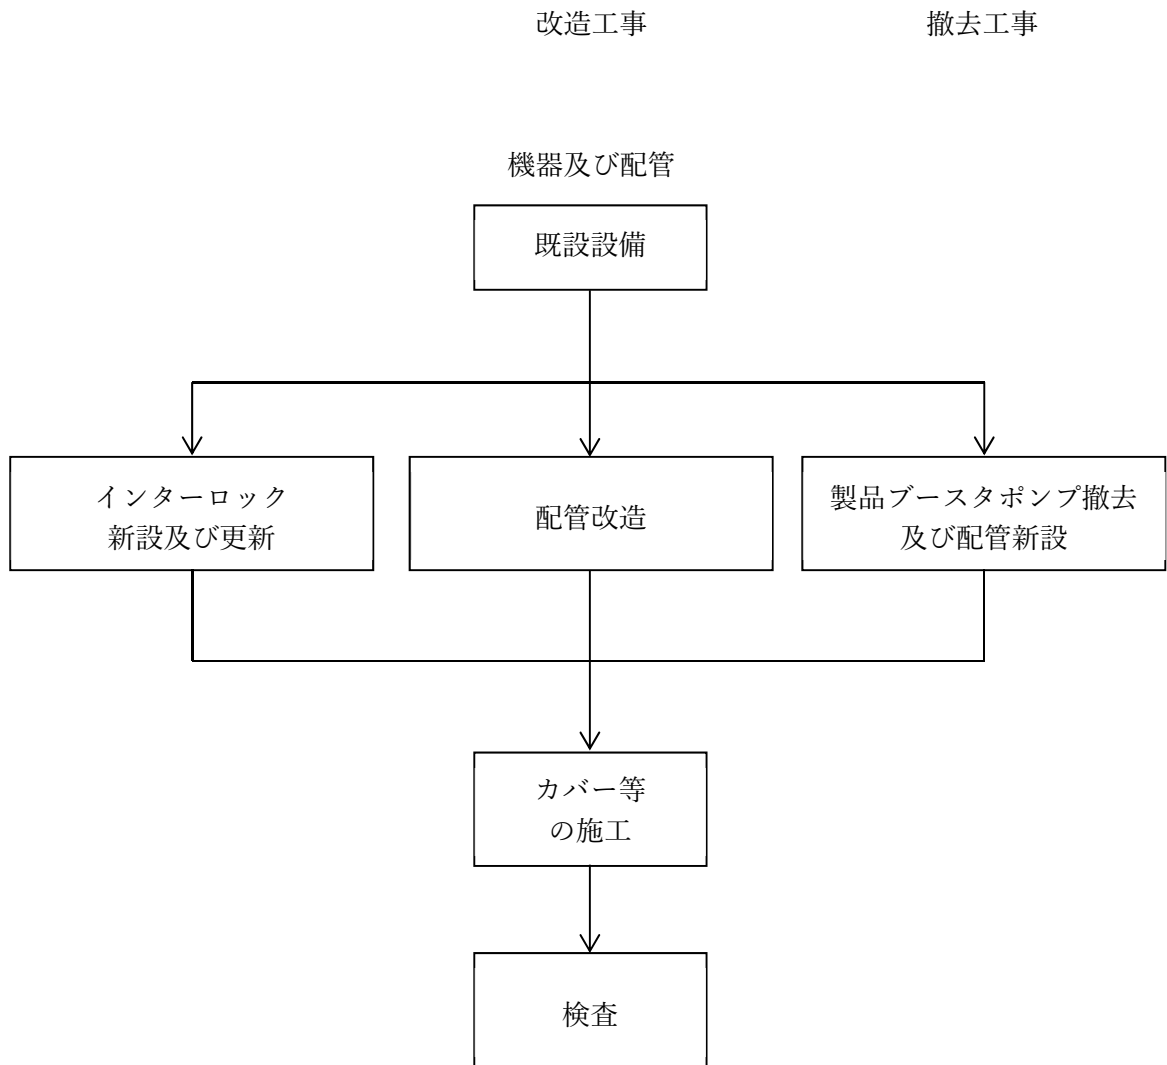 改造工事
撤去工事
機器及び配管
既設設備
インターロック
新設及び更新
配管改造
製品ブースタポンプ撤去
及び配管新設
カバー等
の施工
検査